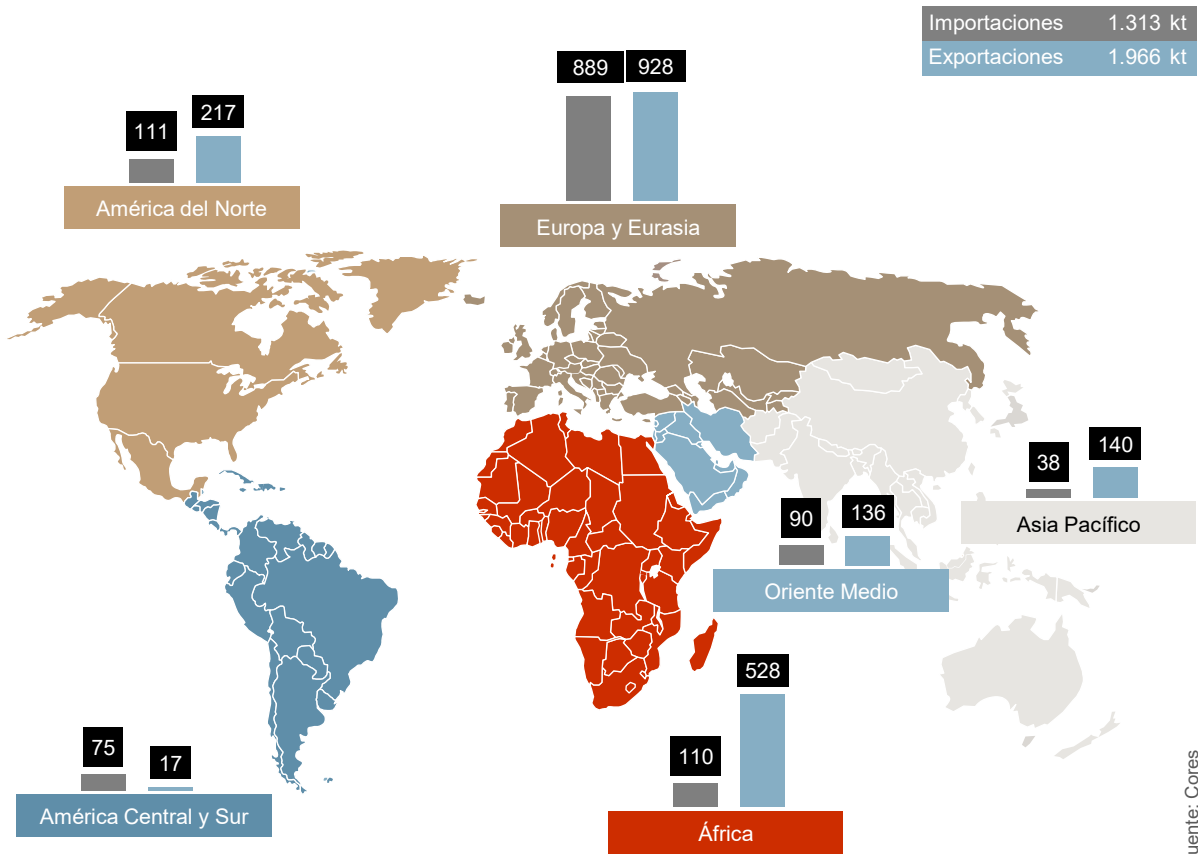 Importaciones 1.313 kt
Exportaciones 1.966 kt
889 928
111 217
América del Norte
Europa y Eurasia
38 140
Asia Pacífico
90 136
Oriente Medio
528
110
África
75 17
América Central y Sur
Cores